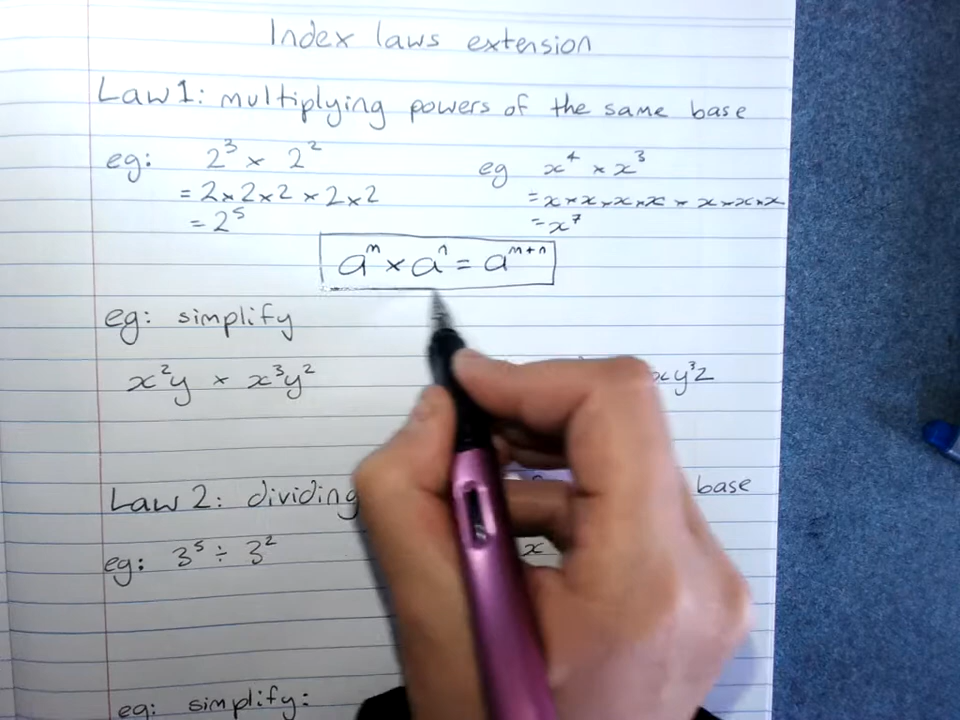 Index laws extension
Law 1: multiplying powers of the same base
eg: 2³ × 2² eg x⁴ × x³
= 2×2×2 × 2×2 = x×x×x×x × x×x×x
= 2⁵ = x⁷
aᵐ × aⁿ = aᵐ⁺ⁿ
eg: simplify
x²y × x³y² xy³z
Law 2: dividing base
eg: 3⁵ ÷ 3² x
eg: simplify: